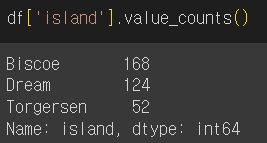 df['island'].value_counts()
Biscoe 168
Dream 124
Torgersen 52
Name: island, dtype: int64